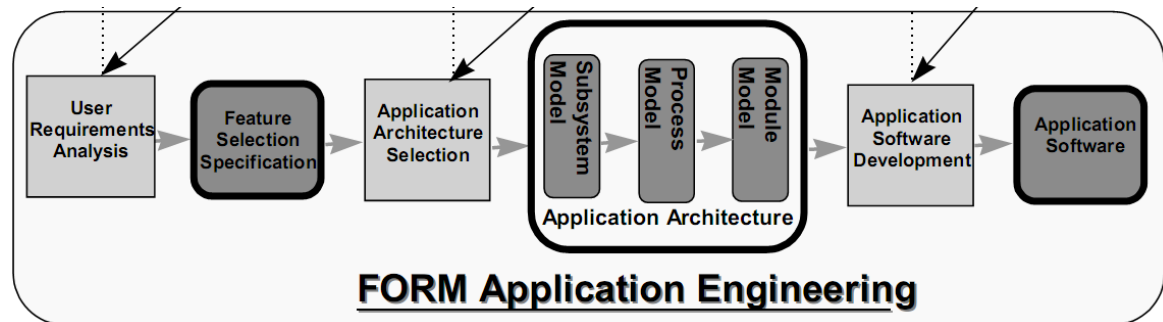 User
Requirements
Analysis
Feature
Selection
Specification
Application
Architecture
Selection
Subsystem
Model
Process
Model
Module
Model
Application Architecture
Application
Software
Development
Application
Software
FORM Application Engineering